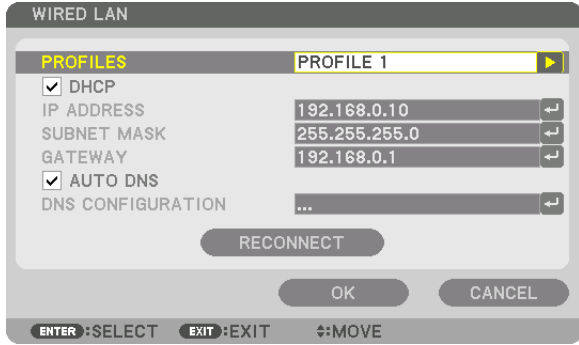 WIRED LAN
PROFILES PROFILE 1
DHCP
IP ADDRESS 192.168.0.10
SUBNET MASK 255.255.255.0
GATEWAY 192.168.0.1
AUTO DNS
DNS CONFIGURATION ...
RECONNECT
OK CANCEL
ENTER :SELECT EXIT :EXIT :MOVE